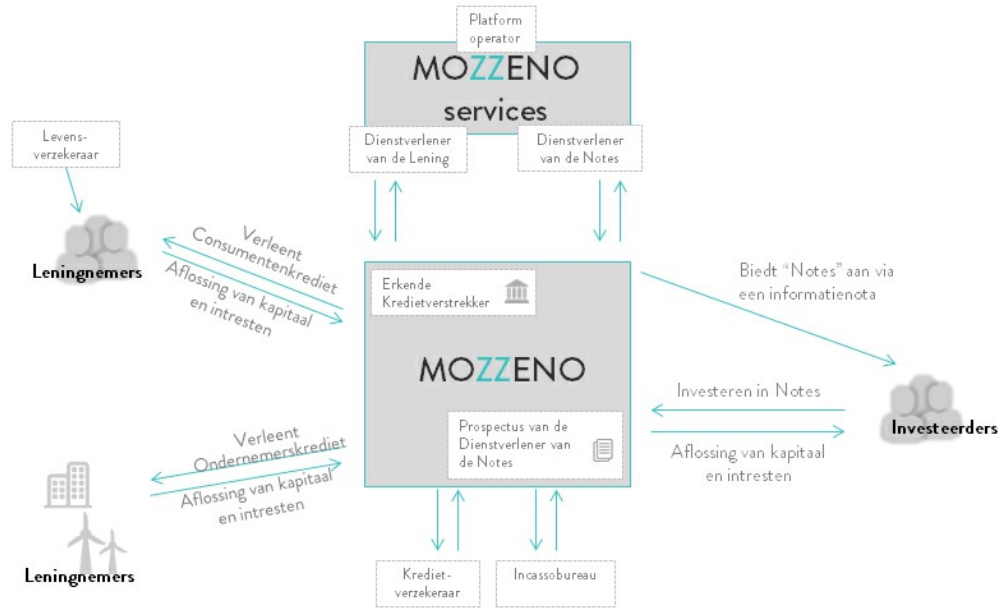 Platform
operator
MOZZENO
services
Dienstverlener
van de Lening
Dienstverlener
van de Notes
Levens-
verzekeraar
Leningnemers
Verleent
Consumentenkrediet
Aflossing van kapitaal
en intresten
Erkende
Kredietverstrekker
Biedt “Notes” aan via
een informatienota
MOZZENO
Investeren in Notes
Investeerders
Prospectus van de
Dienstverlener van
de Notes
Aflossing van kapitaal
en intresten
Verleent
Ondernemerskrediet
Aflossing van kapitaal
en intresten
Leningnemers
Krediet-
verzekeraar
Incassobureau